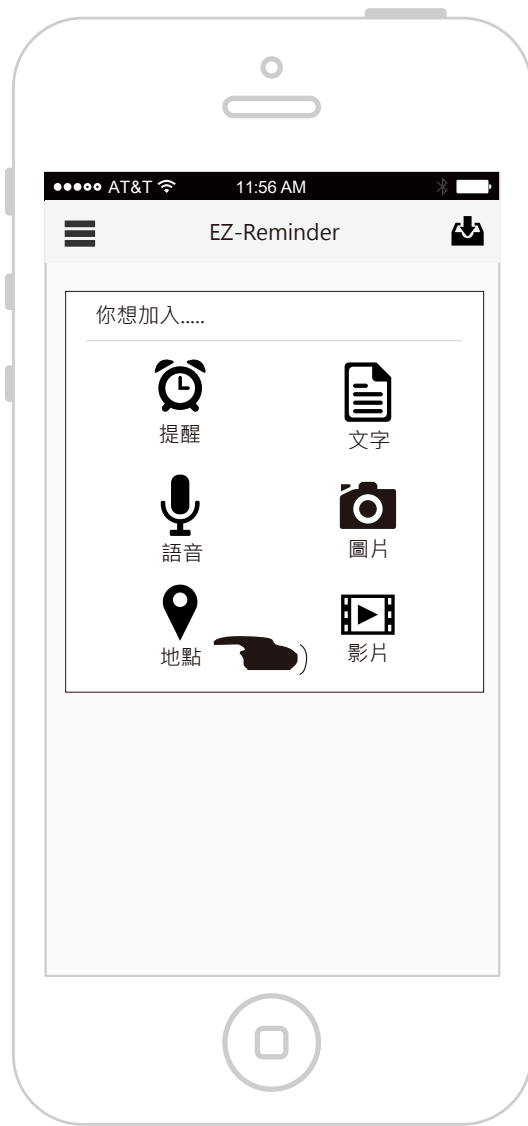 AT&T 11:56 AM
EZ-Reminder
你想加入.....
提醒 文字
語音 圖片
地點 影片